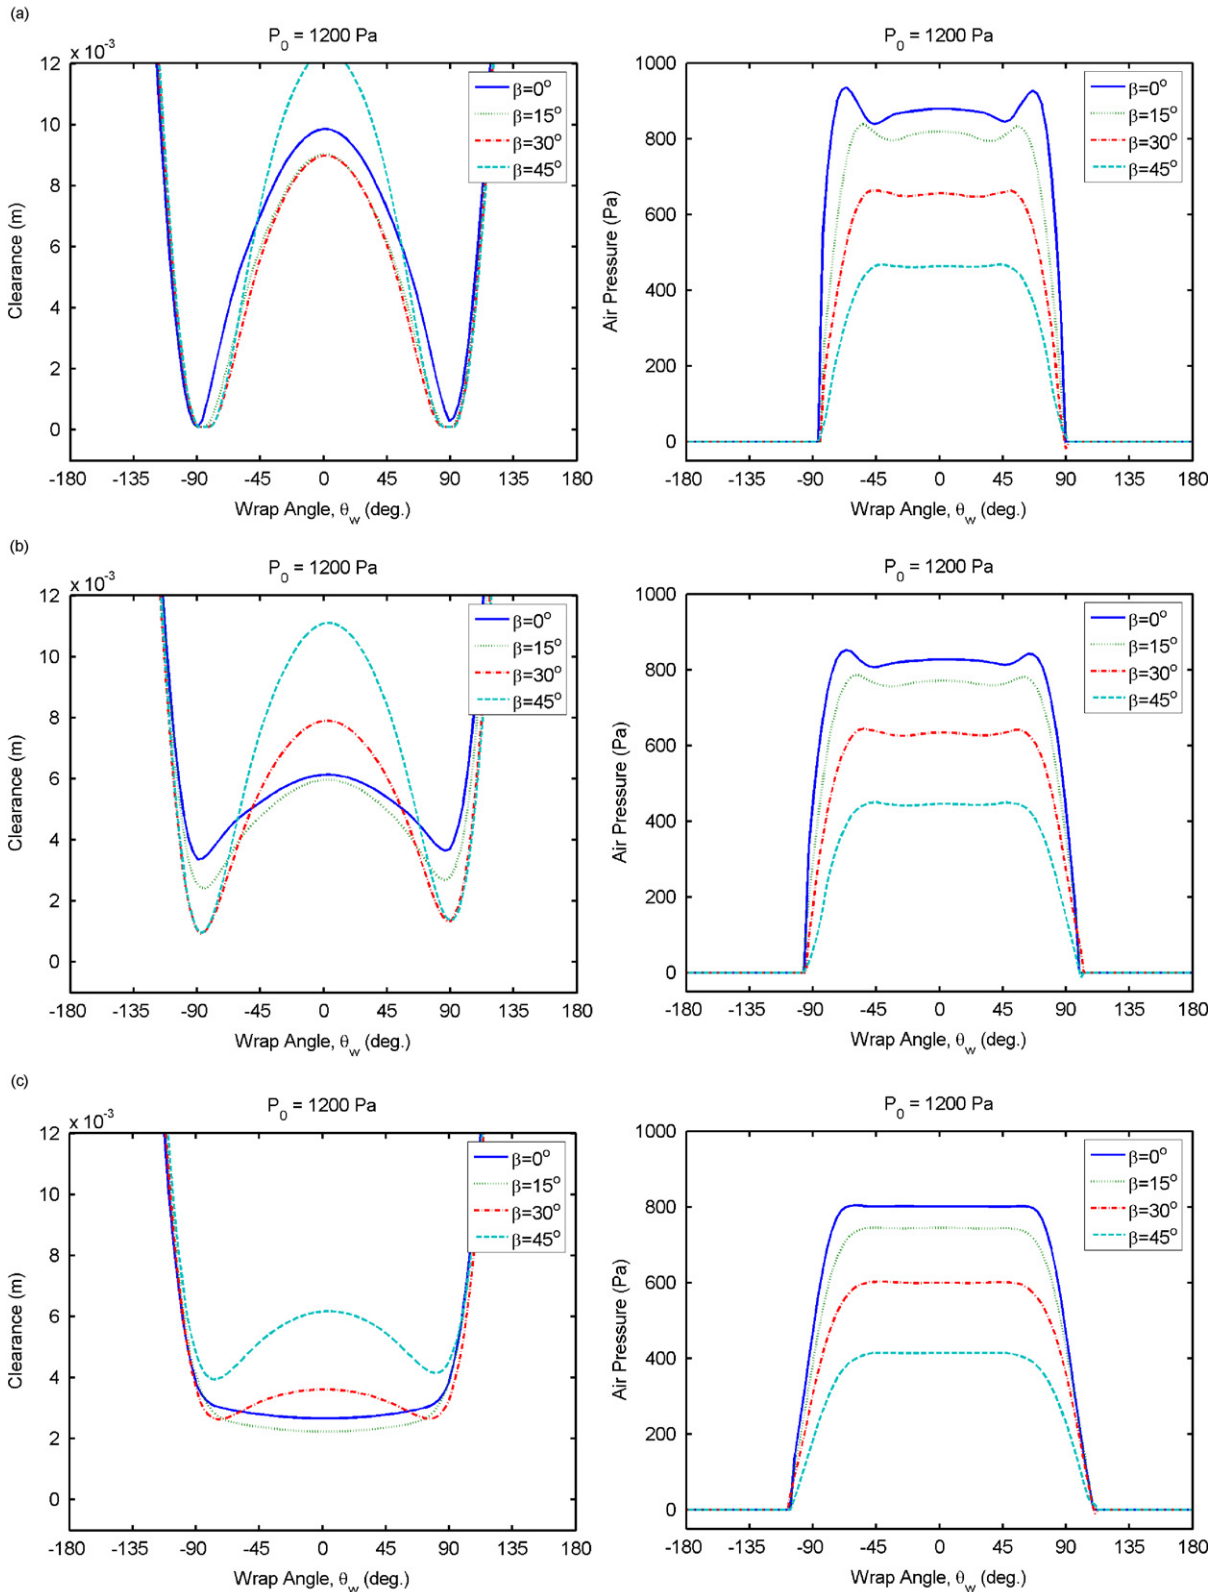 (a)
P₀ = 1200 Pa
x 10⁻³
12
10
8
6
4
2
0
-180 -135 -90 -45 0 45 90 135 180
Clearance (m)
Wrap Angle, θ_w (deg.)
β=0°
β=15°
β=30°
β=45°
P₀ = 1200 Pa
1000
800
600
400
200
0
-180 -135 -90 -45 0 45 90 135 180
Air Pressure (Pa)
Wrap Angle, θ_w (deg.)
β=0°
β=15°
β=30°
β=45°
(b)
P₀ = 1200 Pa
x 10⁻³
12
10
8
6
4
2
0
-180 -135 -90 -45 0 45 90 135 180
Clearance (m)
Wrap Angle, θ_w (deg.)
β=0°
β=15°
β=30°
β=45°
P₀ = 1200 Pa
1000
800
600
400
200
0
-180 -135 -90 -45 0 45 90 135 180
Air Pressure (Pa)
Wrap Angle, θ_w (deg.)
β=0°
β=15°
β=30°
β=45°
(c)
P₀ = 1200 Pa
x 10⁻³
12
10
8
6
4
2
0
-180 -135 -90 -45 0 45 90 135 180
Clearance (m)
Wrap Angle, θ_w (deg.)
β=0°
β=15°
β=30°
β=45°
P₀ = 1200 Pa
1000
800
600
400
200
0
-180 -135 -90 -45 0 45 90 135 180
Air Pressure (Pa)
Wrap Angle, θ_w (deg.)
β=0°
β=15°
β=30°
β=45°